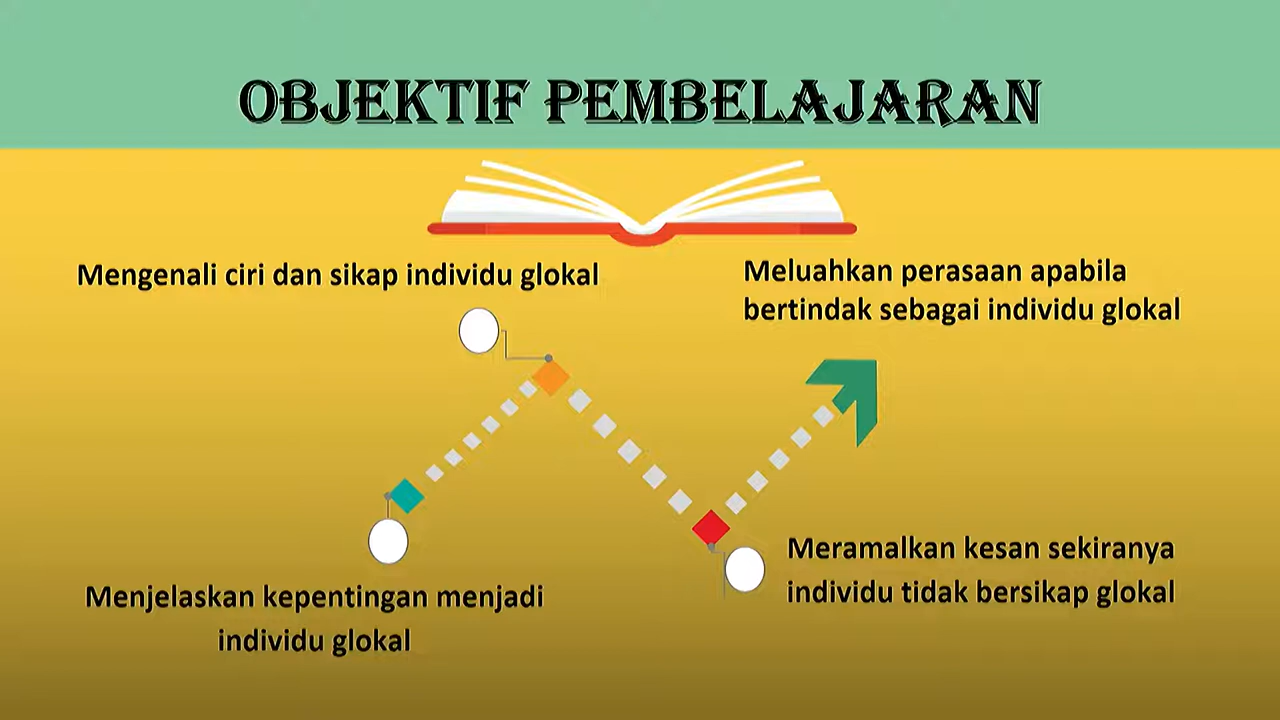 OBJEKTIF PEMBELAJARAN
Mengenali ciri dan sikap individu glokal
Meluahkan perasaan apabila
bertindak sebagai individu glokal
Menjelaskan kepentingan menjadi
individu glokal
Meramalkan kesan sekiranya
individu tidak bersikap glokal